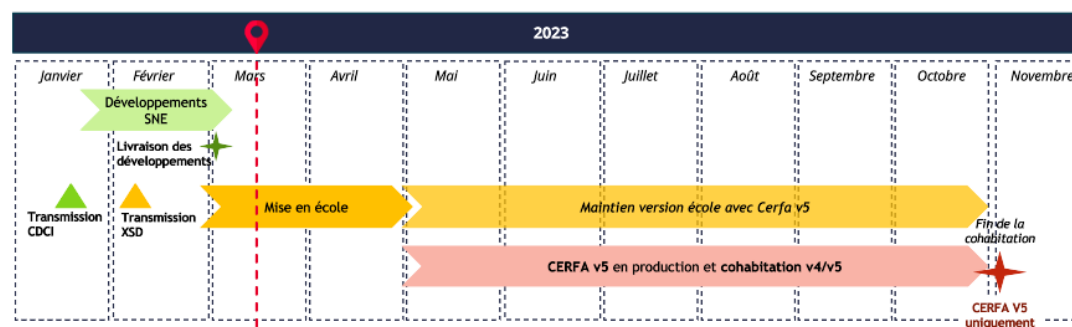 2023
Janvier
Février
Mars
Avril
Mai
Juin
Juillet
Août
Septembre
Octobre
Novembre
Développements
SNE
Livraison des
développements
Transmission
CDCI
Transmission
XSD
Mise en école
Maintien version école avec Cerfa v5
Fin de la
cohabitation
CERFA v5 en production et cohabitation v4/v5
CERFA V5
uniquement